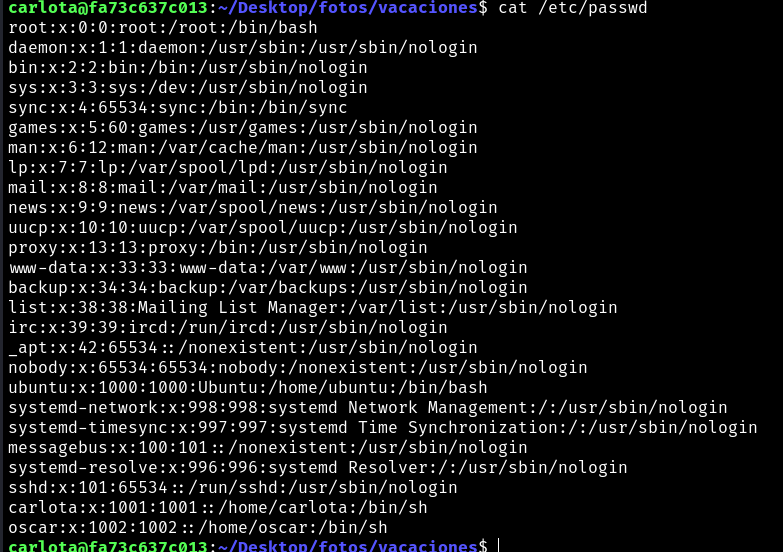 carlota@fa73c637c013:~/Desktop/fotos/vacaciones$ cat /etc/passwd
root:x:0:0:root:/root:/bin/bash
daemon:x:1:1:daemon:/usr/sbin:/usr/sbin/nologin
bin:x:2:2:bin:/bin:/usr/sbin/nologin
sys:x:3:3:sys:/dev:/usr/sbin/nologin
sync:x:4:65534:sync:/bin:/bin/sync
games:x:5:60:games:/usr/games:/usr/sbin/nologin
man:x:6:12:man:/var/cache/man:/usr/sbin/nologin
lp:x:7:7:lp:/var/spool/lpd:/usr/sbin/nologin
mail:x:8:8:mail:/var/mail:/usr/sbin/nologin
news:x:9:9:news:/var/spool/news:/usr/sbin/nologin
uucp:x:10:10:uucp:/var/spool/uucp:/usr/sbin/nologin
proxy:x:13:13:proxy:/bin:/usr/sbin/nologin
www-data:x:33:33:www-data:/var/www:/usr/sbin/nologin
backup:x:34:34:backup:/var/backups:/usr/sbin/nologin
list:x:38:38:Mailing List Manager:/var/list:/usr/sbin/nologin
irc:x:39:39:ircd:/run/ircd:/usr/sbin/nologin
_apt:x:42:65534::/nonexistent:/usr/sbin/nologin
nobody:x:65534:65534:nobody:/nonexistent:/usr/sbin/nologin
ubuntu:x:1000:1000:Ubuntu:/home/ubuntu:/bin/bash
systemd-network:x:998:998:systemd Network Management:/:/usr/sbin/nologin
systemd-timesync:x:997:997:systemd Time Synchronization:/:/usr/sbin/nologin
messagebus:x:100:101::/nonexistent:/usr/sbin/nologin
systemd-resolve:x:996:996:systemd Resolver:/:/usr/sbin/nologin
sshd:x:101:65534::/run/sshd:/usr/sbin/nologin
carlota:x:1001:1001::/home/carlota:/bin/sh
oscar:x:1002:1002::/home/oscar:/bin/sh
carlota@fa73c637c013:~/Desktop/fotos/vacaciones$